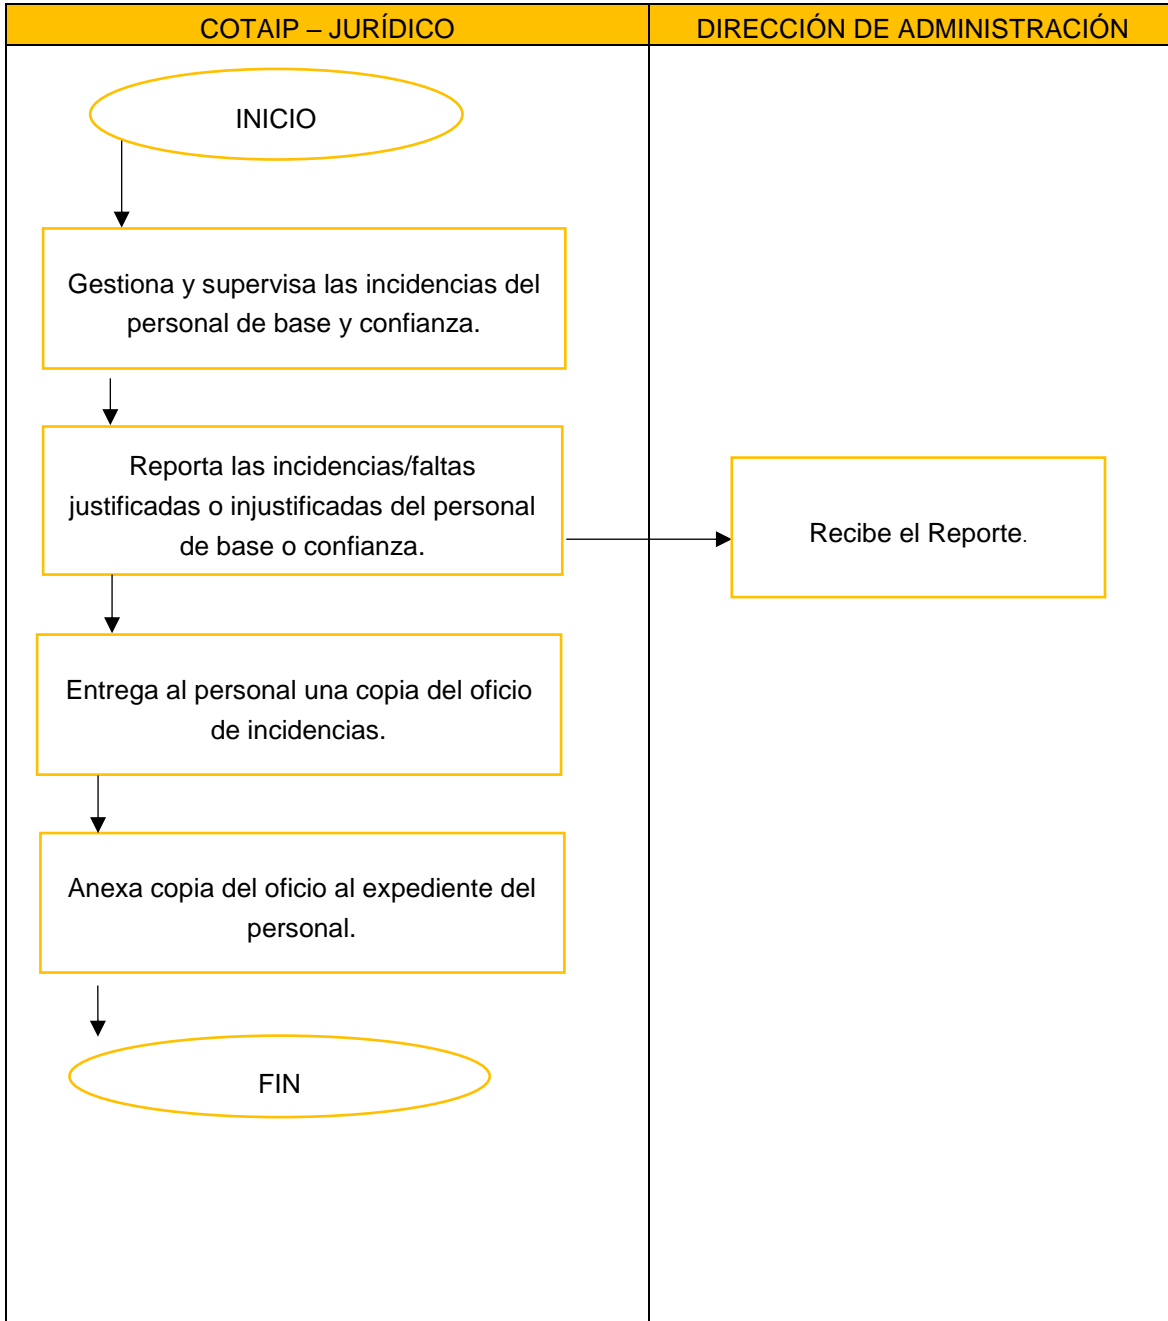 COTAIP – JURÍDICO
DIRECCIÓN DE ADMINISTRACIÓN
INICIO
Gestiona y supervisa las incidencias del
personal de base y confianza.
Reporta las incidencias/faltas
justificadas o injustificadas del personal
de base o confianza.
Recibe el Reporte.
Entrega al personal una copia del oficio
de incidencias.
Anexa copia del oficio al expediente del
personal.
FIN